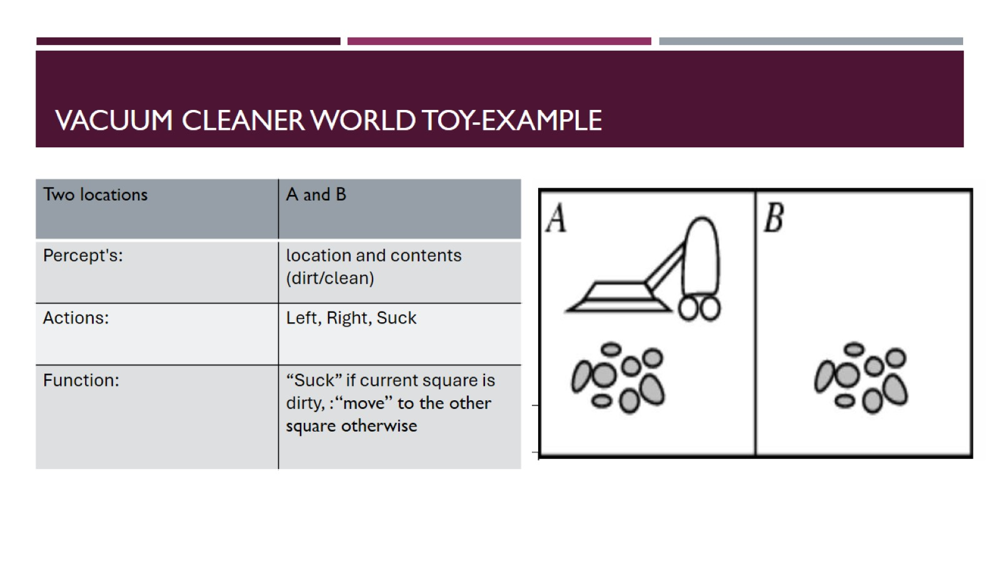 VACUUM CLEANER WORLD TOY-EXAMPLE
Two locations
A and B
Percept's:
location and contents
(dirt/clean)
Actions:
Left, Right, Suck
Function:
“Suck” if current square is
dirty, :“move” to the other
square otherwise
A
B